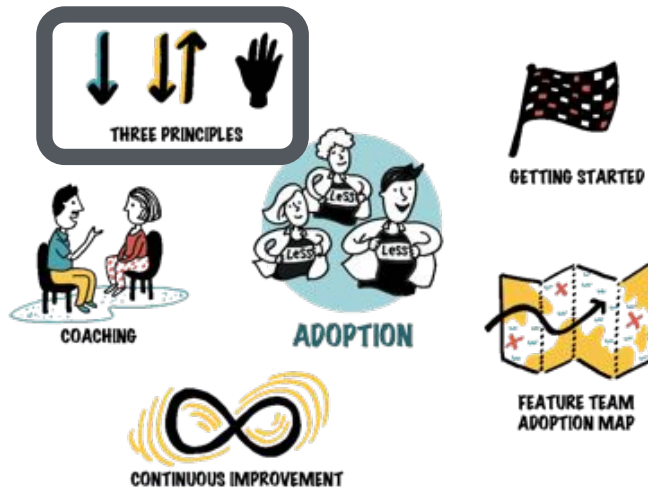 THREE PRINCIPLES
GETTING STARTED
LeSS
LeSS
LeSS
COACHING
ADOPTION
FEATURE TEAM
ADOPTION MAP
CONTINUOUS IMPROVEMENT